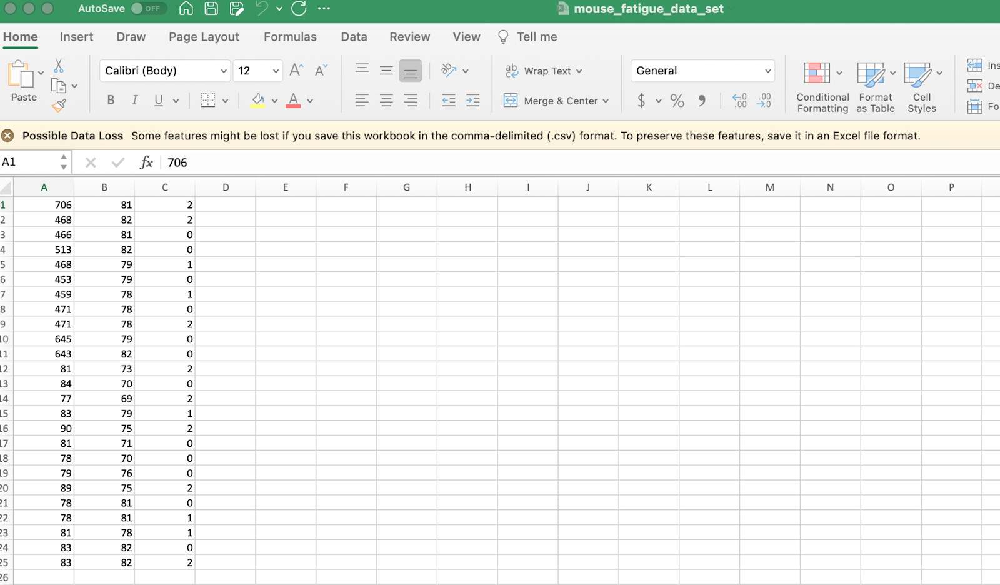 AutoSave OFF mouse_fatigue_data_set
Home Insert Draw Page Layout Formulas Data Review View Tell me
Calibri (Body) 12 Wrap Text General
Paste B I U Merge & Center $ % Conditional Formatting Format as Table Cell Styles
Possible Data Loss Some features might be lost if you save this workbook in the comma-delimited (.csv) format. To preserve these features, save it in an Excel file format.
A1 fx 706
A B C D E F G H I J K L M N O P
1 706 81 2
2 468 82 2
3 466 81 0
4 513 82 0
5 468 79 1
6 453 79 0
7 459 78 1
8 471 78 0
9 471 78 2
10 645 79 0
11 643 82 0
12 81 73 2
13 84 70 0
14 77 69 2
15 83 79 1
16 90 75 2
17 81 71 0
18 78 70 0
19 79 76 0
20 89 75 2
21 78 81 0
22 78 81 1
23 81 78 1
24 83 82 0
25 83 82 2
26